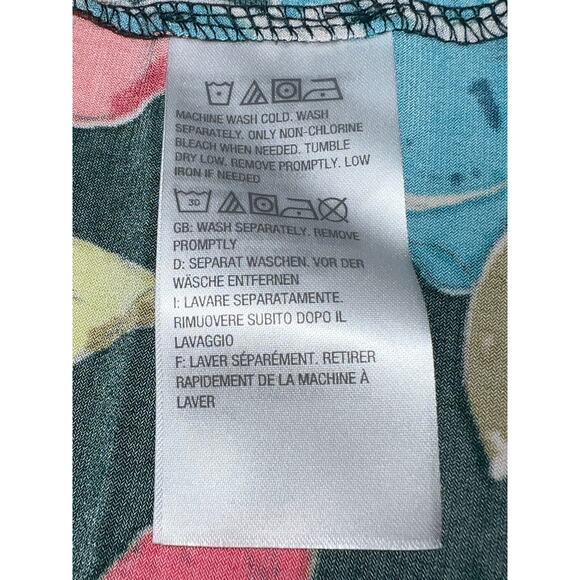 MACHINE WASH COLD. WASH
SEPARATELY. ONLY NON-CHLORINE
BLEACH WHEN NEEDED. TUMBLE
DRY LOW. REMOVE PROMPTLY. LOW
IRON IF NEEDED
30
GB: WASH SEPARATELY. REMOVE
PROMPTLY
D: SEPARAT WASCHEN. VOR DER
WÄSCHE ENTFERNEN
I: LAVARE SEPARATAMENTE.
RIMUOVERE SUBITO DOPO IL
LAVAGGIO
F: LAVER SÉPARÉMENT. RETIRER
RAPIDEMENT DE LA MACHINE À
LAVER